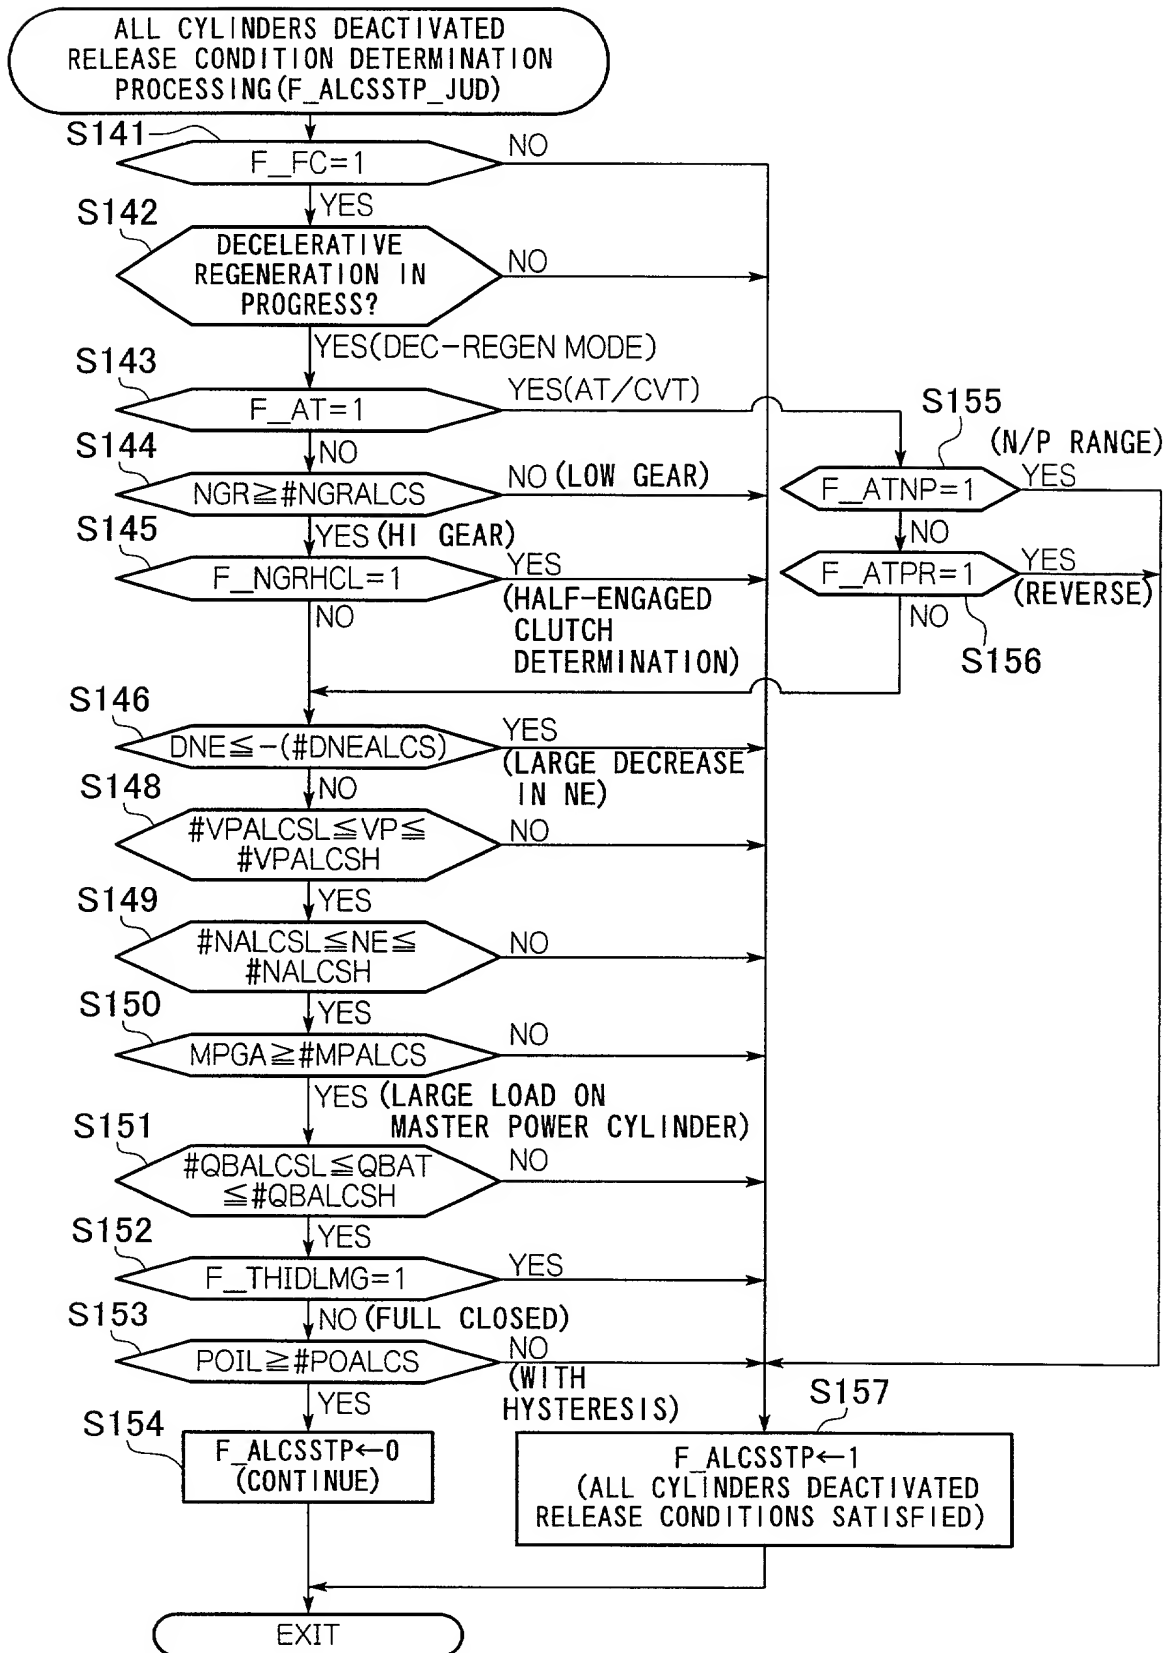 ALL CYLINDERS DEACTIVATED
RELEASE CONDITION DETERMINATION
PROCESSING(F_ALCSSTP_JUD)
S141
F_FC=1
NO
YES
S142
DECELERATIVE
REGENERATION IN
PROGRESS?
NO
YES(DEC-REGEN MODE)
S143
F_AT=1
YES(AT/CVT)
NO
S155
(N/P RANGE)
F_ATNP=1
YES
NO
S144
NGR≧#NGRALCS
NO (LOW GEAR)
YES (HI GEAR)
S145
F_NGRHCL=1
YES
(HALF-ENGAGED
CLUTCH
DETERMINATION)
NO
F_ATPR=1
YES
(REVERSE)
NO
S156
S146
DNE≦-(#DNEALCS)
YES
(LARGE DECREASE
IN NE)
NO
S148
#VPALCSL≦VP≦
#VPALCSH
NO
YES
S149
#NALCSL≦NE≦
#NALCSH
NO
YES
S150
MPGA≧#MPALCS
NO
YES (LARGE LOAD ON
MASTER POWER CYLINDER)
S151
#QBALCSL≦QBAT
≦#QBALCSH
NO
YES
S152
F_THIDLMG=1
YES
NO (FULL CLOSED)
S153
POIL≧#POALCS
NO
(WITH
HYSTERESIS)
YES
S154
F_ALCSSTP←0
(CONTINUE)
S157
F_ALCSSTP←1
(ALL CYLINDERS DEACTIVATED
RELEASE CONDITIONS SATISFIED)
EXIT